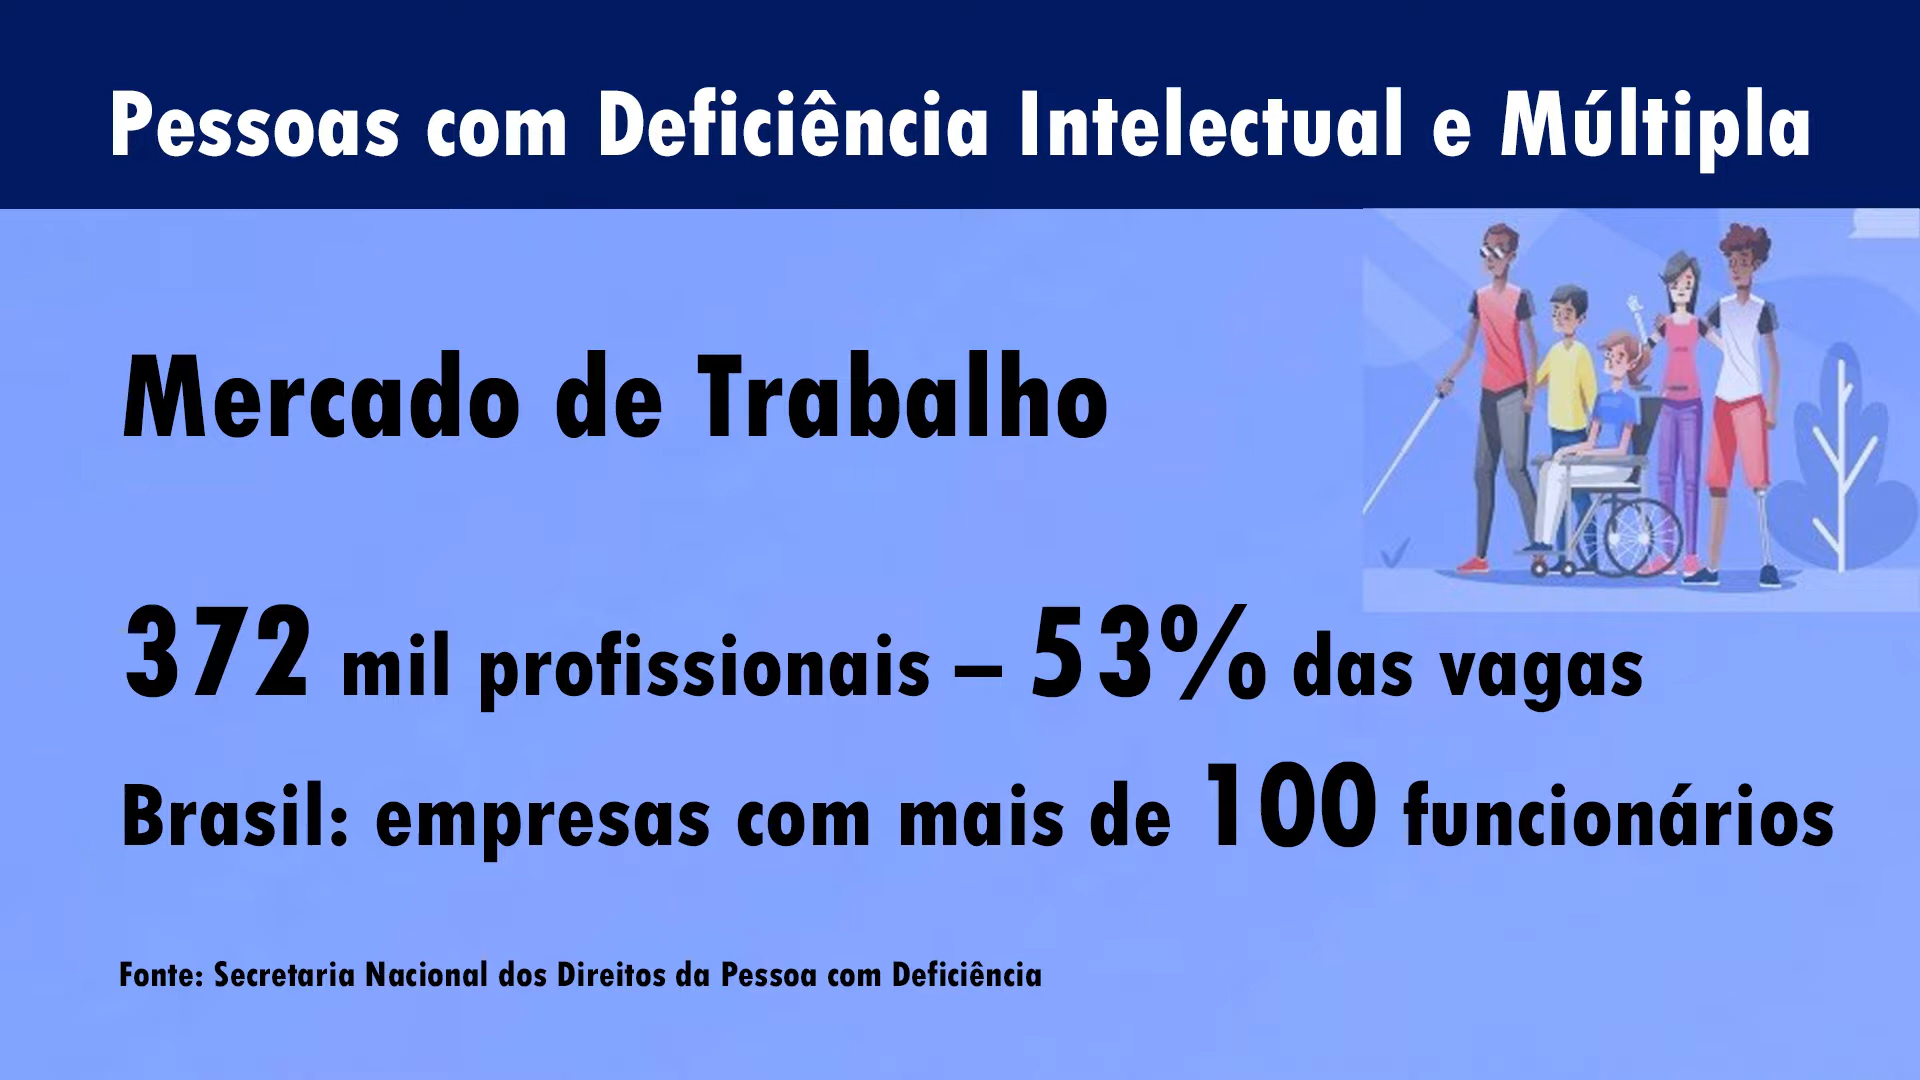 Pessoas com Deficiência Intelectual e Múltipla
Mercado de Trabalho
372 mil profissionais – 53% das vagas
Brasil: empresas com mais de 100 funcionários
Fonte: Secretaria Nacional dos Direitos da Pessoa com Deficiência